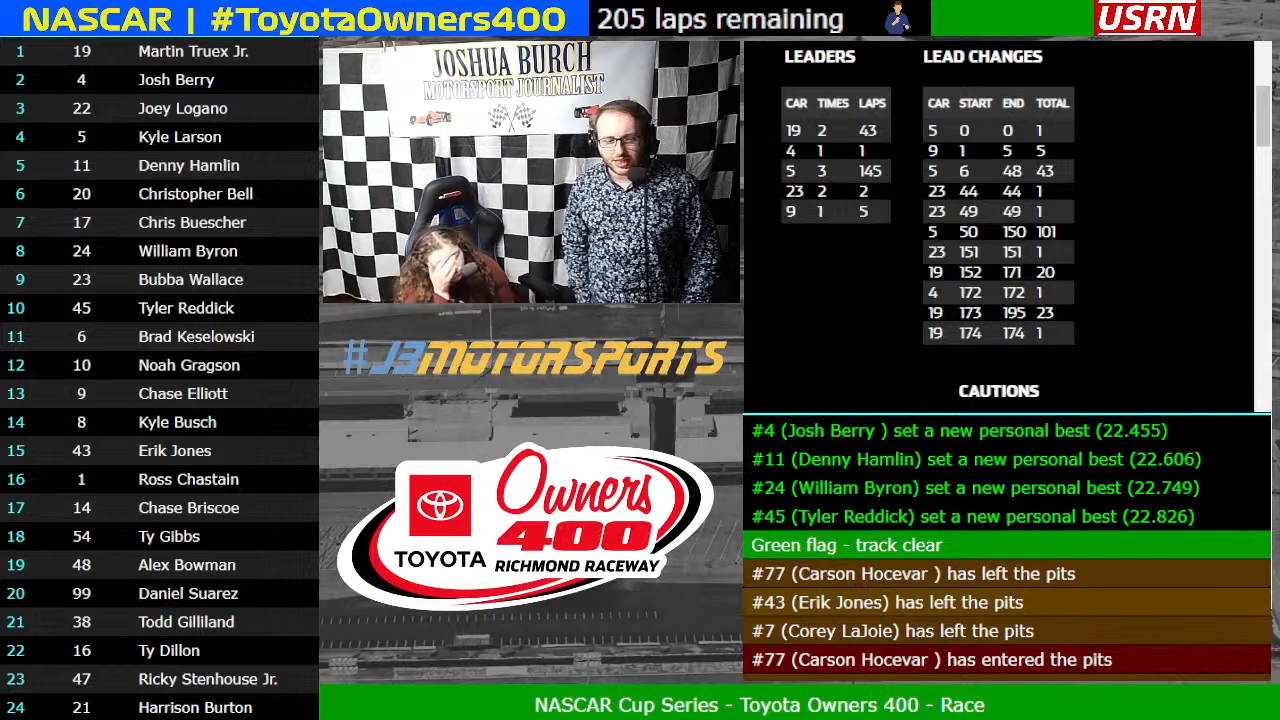 NASCAR | #ToyotaOwners400
205 laps remaining
USRN
1 19 Martin Truex Jr.
2 4 Josh Berry
3 22 Joey Logano
4 5 Kyle Larson
5 11 Denny Hamlin
6 20 Christopher Bell
7 17 Chris Buescher
8 24 William Byron
9 23 Bubba Wallace
10 45 Tyler Reddick
11 6 Brad Keselowski
12 10 Noah Gragson
13 9 Chase Elliott
14 8 Kyle Busch
15 43 Erik Jones
16 1 Ross Chastain
17 14 Chase Briscoe
18 54 Ty Gibbs
19 48 Alex Bowman
20 99 Daniel Suarez
21 38 Todd Gilliland
22 16 Ty Dillon
23 47 Ricky Stenhouse Jr.
24 21 Harrison Burton
JOSHUA BURCH
MOTORSPORT JOURNALIST
#JBMOTORSPORTS
TOYOTA
Owners
400
RICHMOND RACEWAY
LEADERS
CAR TIMES LAPS
19 2 43
4 1 1
5 3 145
23 2 2
9 1 5
LEAD CHANGES
CAR START END TOTAL
5 0 0 1
9 1 5 5
5 6 48 43
23 44 44 1
23 49 49 1
5 50 150 101
23 151 151 1
19 152 171 20
4 172 172 1
19 173 195 23
19 174 174 1
CAUTIONS
#4 (Josh Berry ) set a new personal best (22.455)
#11 (Denny Hamlin) set a new personal best (22.606)
#24 (William Byron) set a new personal best (22.749)
#45 (Tyler Reddick) set a new personal best (22.826)
Green flag - track clear
#77 (Carson Hocevar ) has left the pits
#43 (Erik Jones) has left the pits
#7 (Corey LaJoie) has left the pits
#77 (Carson Hocevar ) has entered the pits
NASCAR Cup Series - Toyota Owners 400 - Race